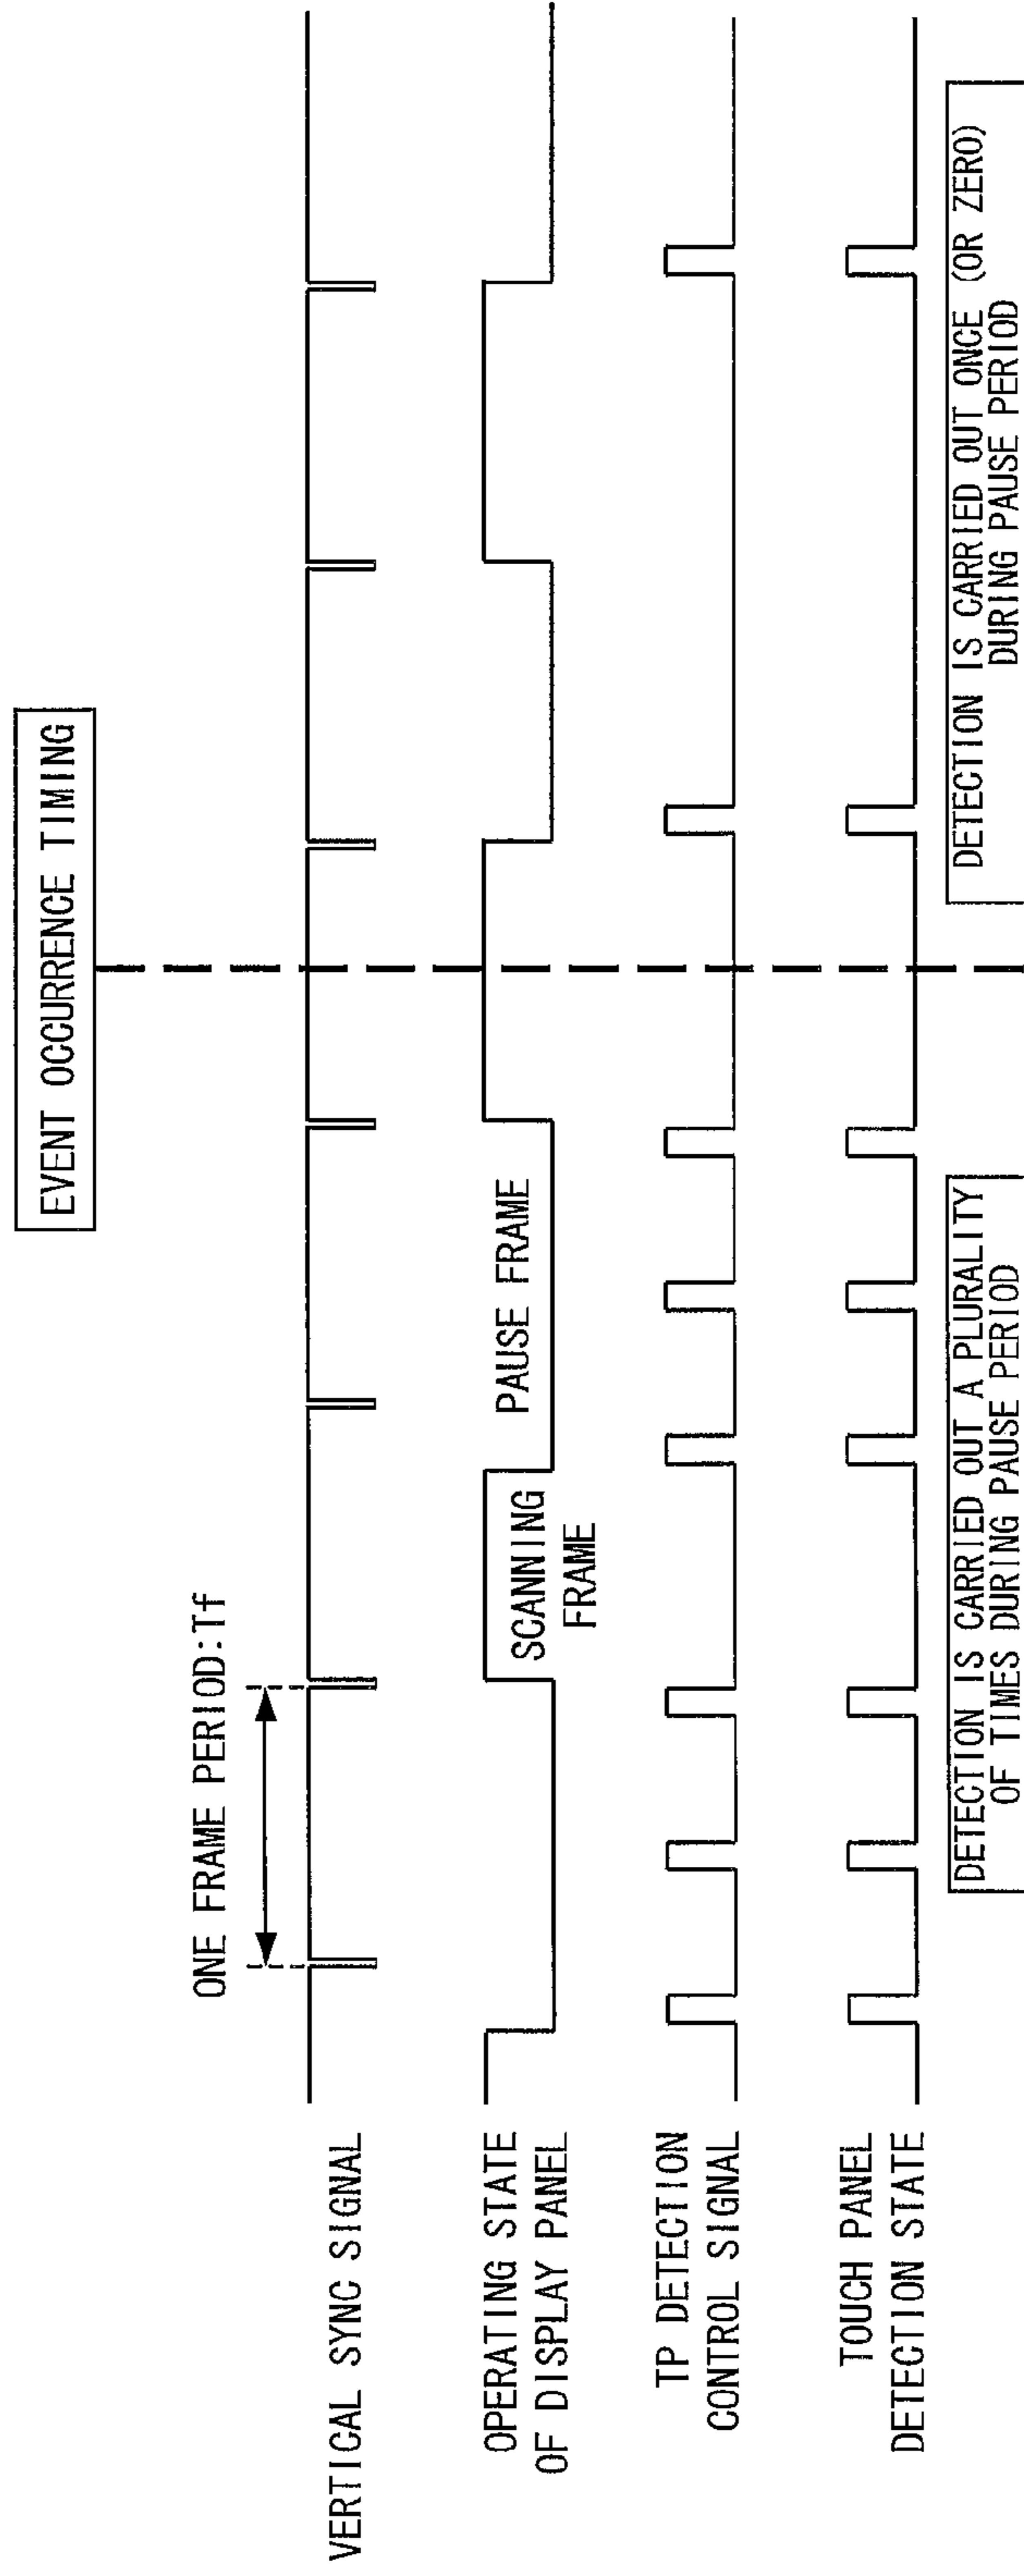 EVENT OCCURRENCE TIMING
ONE FRAME PERIOD:Tf
VERTICAL SYNC SIGNAL
OPERATING STATE
OF DISPLAY PANEL
SCANNING
FRAME
PAUSE FRAME
TP DETECTION
CONTROL SIGNAL
TOUCH PANEL
DETECTION STATE
DETECTION IS CARRIED OUT A PLURALITY
OF TIMES DURING PAUSE PERIOD
DETECTION IS CARRIED OUT ONCE (OR ZERO)
DURING PAUSE PERIOD